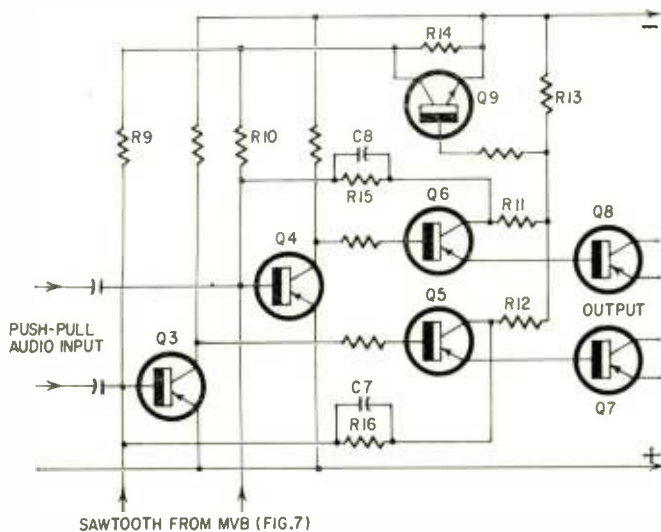 R14
−
Q9
R13
R9
R10
C8
R15
Q6
R11
Q8
Q4
Q5
R12
OUTPUT
PUSH-PULL
AUDIO INPUT
Q3
C7
R16
Q7
+
SAWTOOTH FROM MVB (FIG.7)